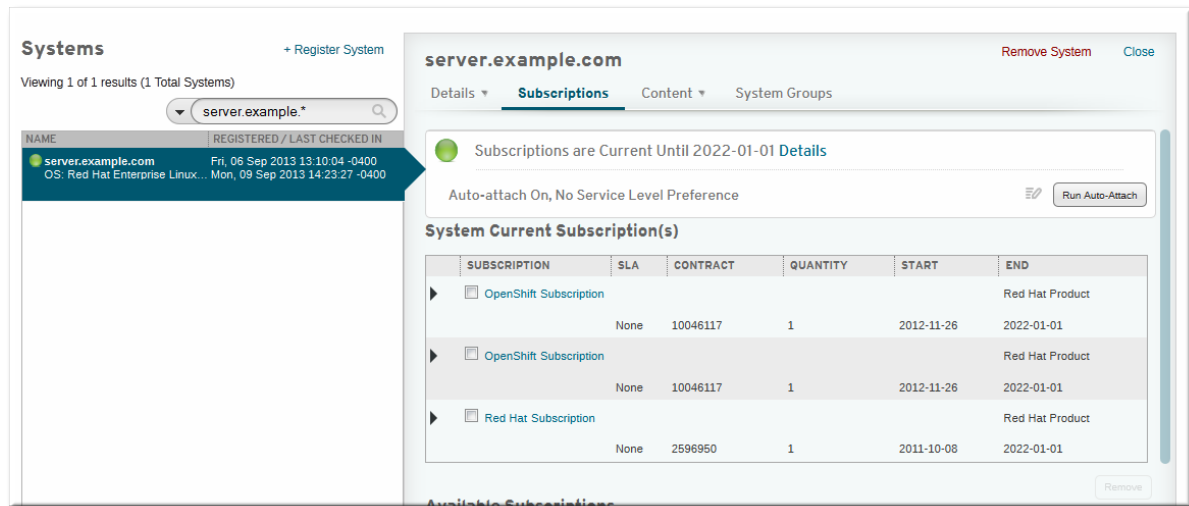 Systems
+ Register System
Viewing 1 of 1 results (1 Total Systems)
server.example.*
NAME REGISTERED / LAST CHECKED IN
server.example.com Fri, 06 Sep 2013 13:10:04 -0400
OS: Red Hat Enterprise Linux... Mon, 09 Sep 2013 14:23:27 -0400
server.example.com
Remove System Close
Details Subscriptions Content System Groups
Subscriptions are Current Until 2022-01-01 Details
Auto-attach On, No Service Level Preference
Run Auto-Attach
System Current Subscription(s)
SUBSCRIPTION SLA CONTRACT QUANTITY START END
OpenShift Subscription Red Hat Product
None 10046117 1 2012-11-26 2022-01-01
OpenShift Subscription Red Hat Product
None 10046117 1 2012-11-26 2022-01-01
Red Hat Subscription Red Hat Product
None 2596950 1 2011-10-08 2022-01-01
Remove
Available Subscriptions